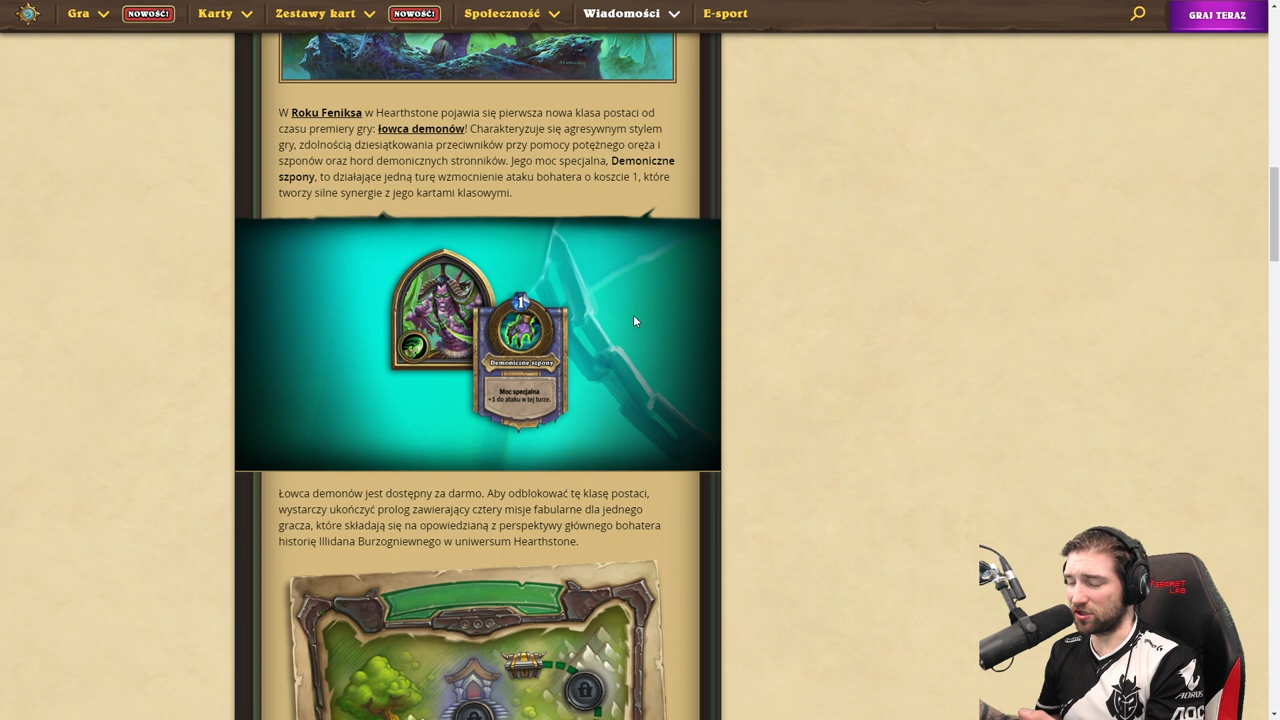 Gra
NOWOŚĆ!
Karty
Zestawy kart
NOWOŚĆ!
Społeczność
Wiadomości
E-sport
GRAJ TERAZ
W Roku Feniksa w Hearthstone pojawia się pierwsza nowa klasa postaci od
czasu premiery gry: łowca demonów! Charakteryzuje się agresywnym stylem
gry, zdolnością dziesiątkowania przeciwników przy pomocy potężnego oręża i
szponów oraz hord demonicznych stronników. Jego moc specjalna, Demoniczne
szpony, to działające jedną turę wzmocnienie ataku bohatera o koszcie 1, które
tworzy silne synergie z jego kartami klasowymi.
1
Demoniczne szpony
Moc specjalna
+1 do ataku w tej turze.
Łowca demonów jest dostępny za darmo. Aby odblokować tę klasę postaci,
wystarczy ukończyć prolog zawierający cztery misje fabularne dla jednego
gracza, które składają się na opowiedzianą z perspektywy głównego bohatera
historię Illidana Burzogniewnego w uniwersum Hearthstone.
SECRET
LAB
G2
AORUS
AOC